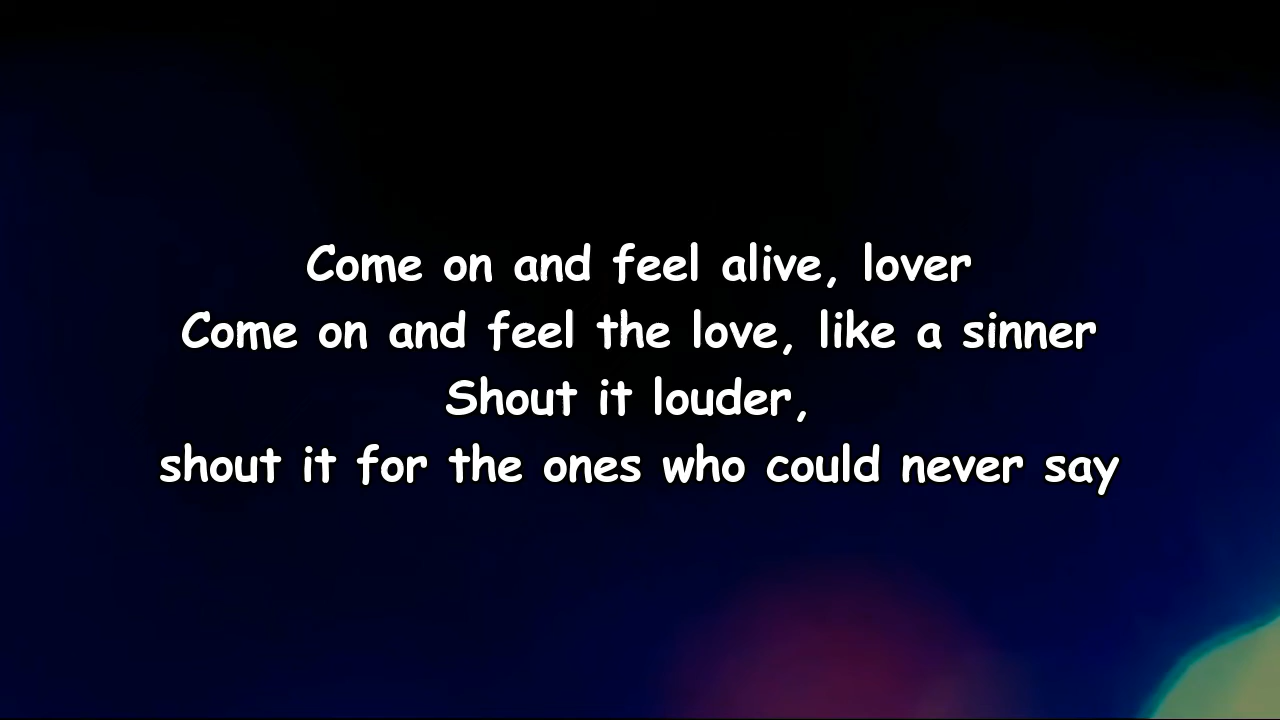 Come on and feel alive, lover
Come on and feel the love, like a sinner
Shout it louder,
shout it for the ones who could never say